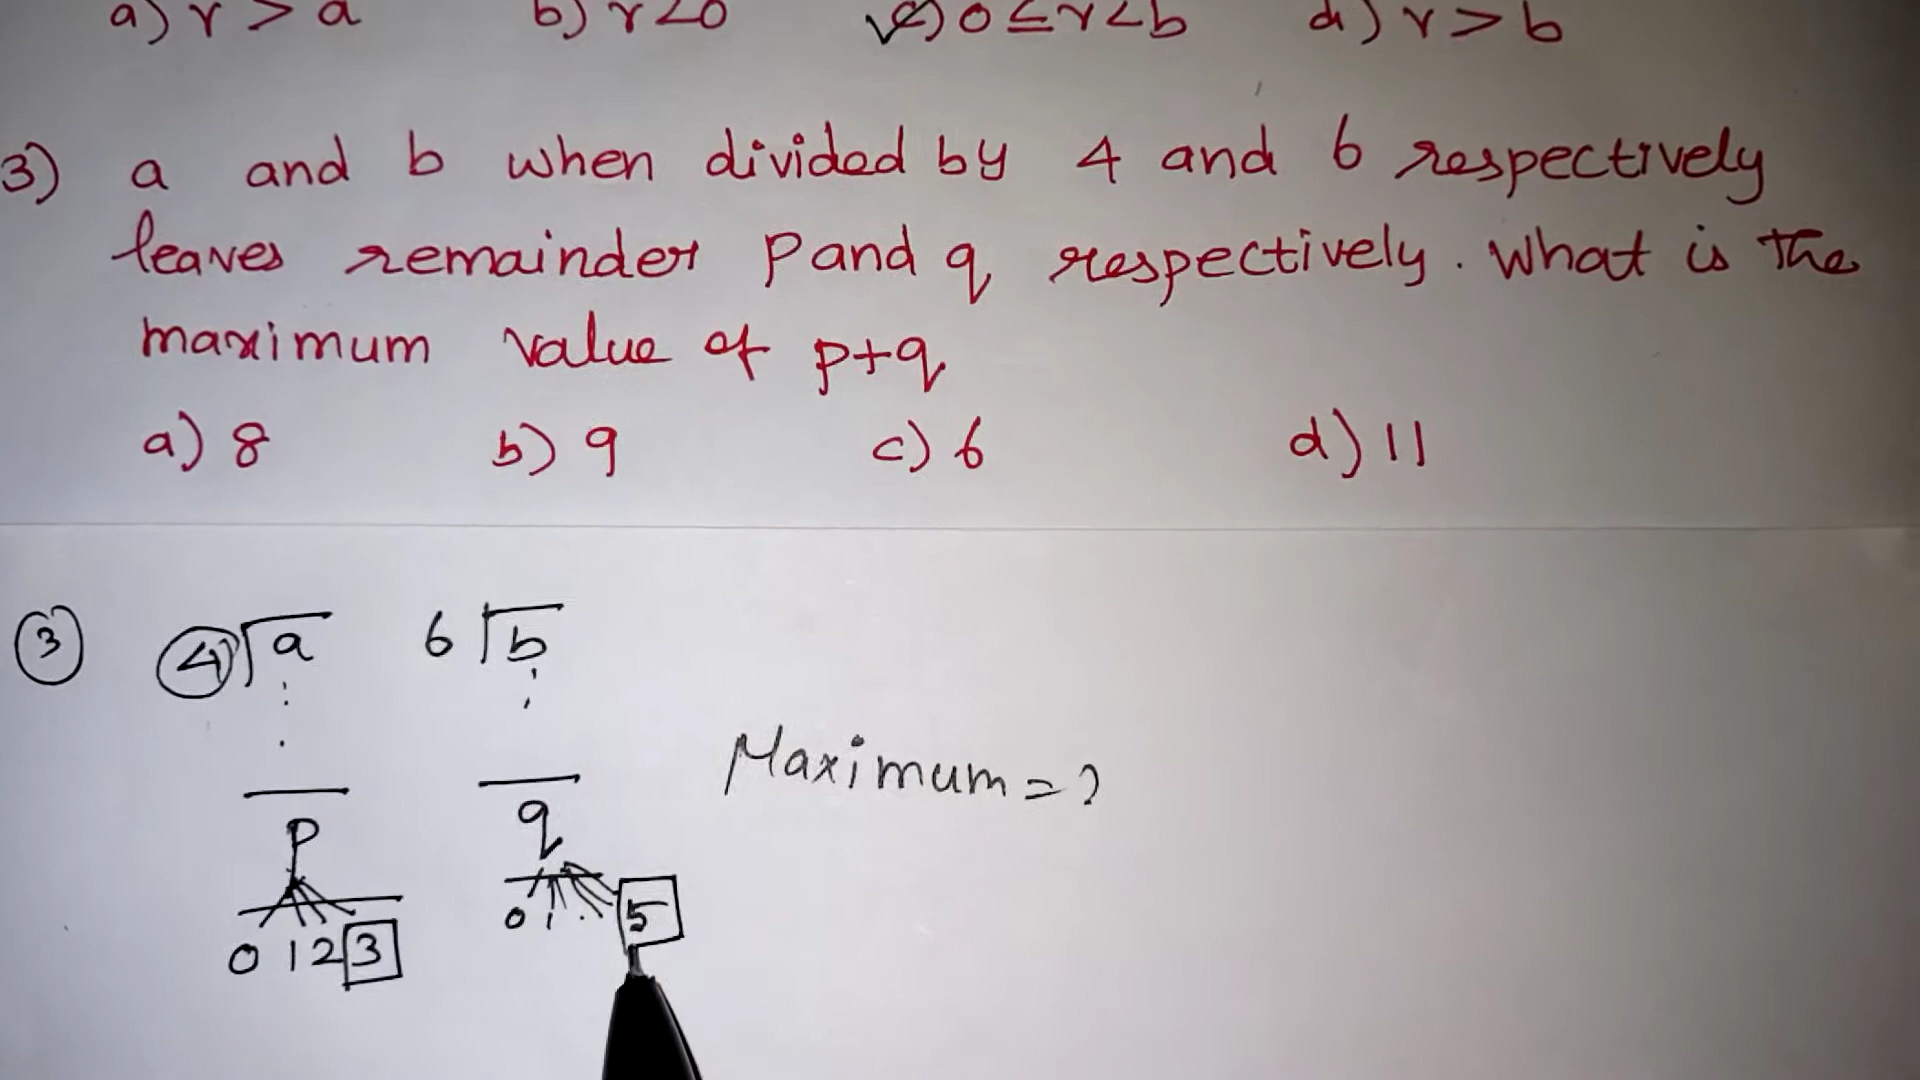 a) r > a b) r < 0 c) 0 ≤ r < b d) r > b
3) a and b when divided by 4 and 6 respectively
leaves remainder p and q respectively. What is the
maximum value of p+q
a) 8 b) 9 c) 6 d) 11
3 4 a 6 b
Maximum = ?
p q
0 1 2 3 0 1 . 5